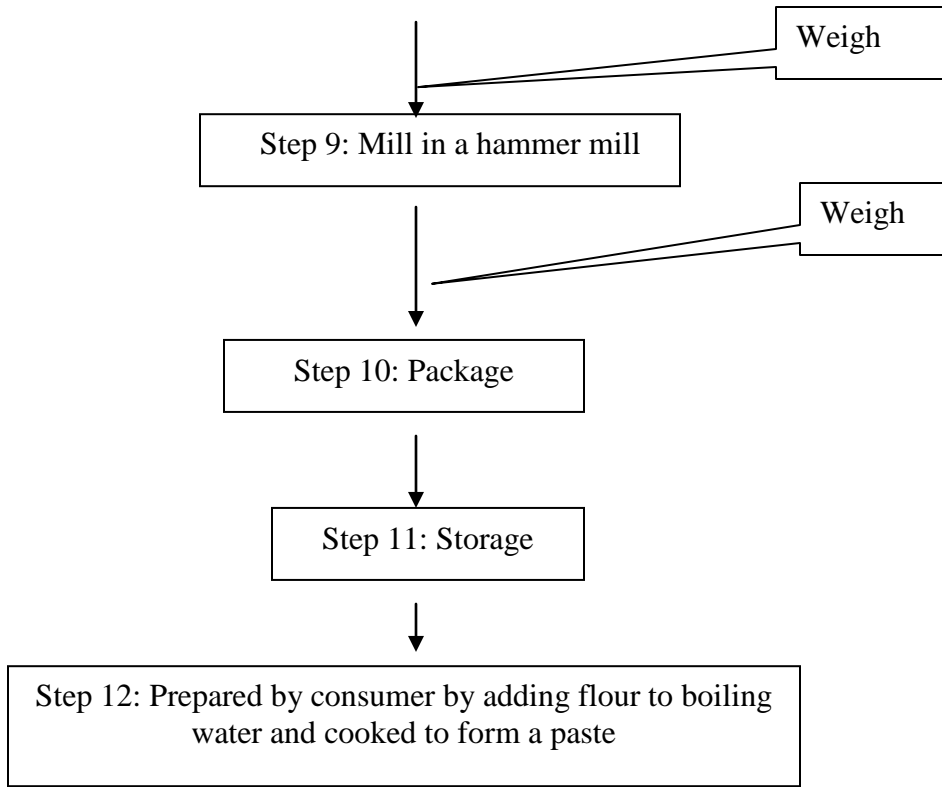 Weigh
Step 9: Mill in a hammer mill
Weigh
Step 10: Package
Step 11: Storage
Step 12: Prepared by consumer by adding flour to boiling
water and cooked to form a paste